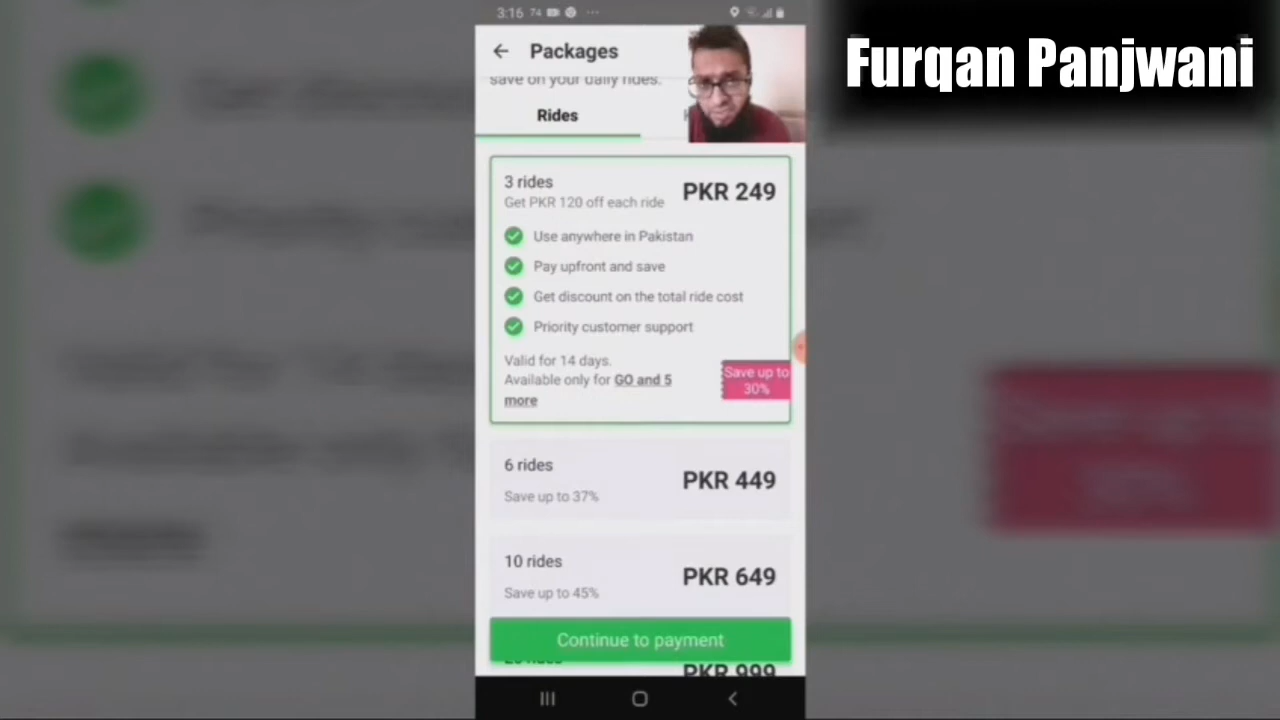 Furqan Panjwani
3:16 74
Packages
save on your daily rides.
Rides
3 rides
PKR 249
Get PKR 120 off each ride
Use anywhere in Pakistan
Pay upfront and save
Get discount on the total ride cost
Priority customer support
Valid for 14 days.
Available only for GO and 5
more
Save up to
30%
6 rides
PKR 449
Save up to 37%
10 rides
PKR 649
Save up to 45%
Continue to payment
PKR 999